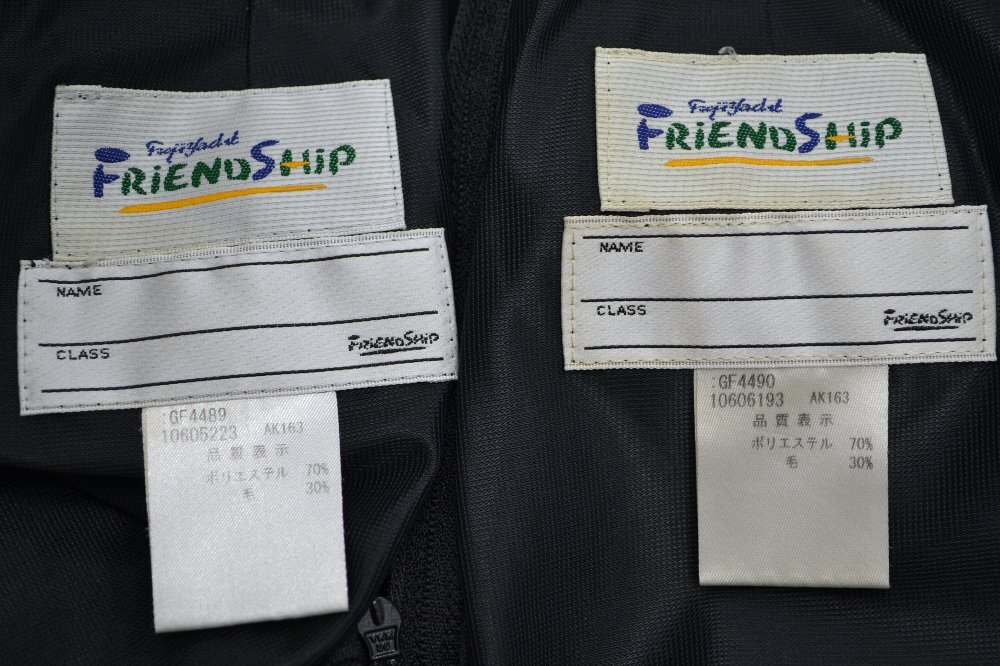 FujiYacht
FRiENDSHiP
NAME
CLASS
FRiENDSHiP
:GF4489
10605223 AK163
品質表示
ポリエステル 70%
毛 30%
FujiYacht
FRiENDSHiP
NAME
CLASS
FRiENDSHiP
:GF4490
10606193 AK163
品質表示
ポリエステル 70%
毛 30%